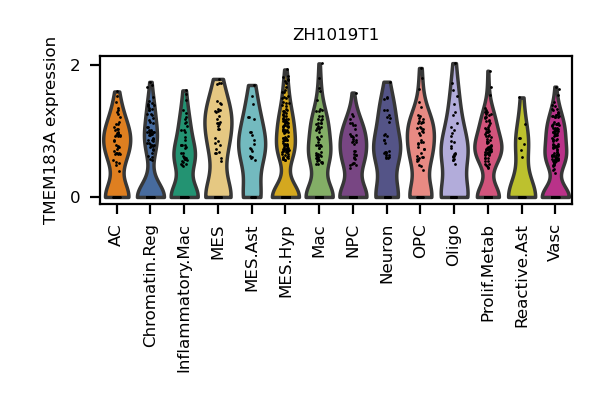 ZH1019T1
TMEM183A expression
2
0
AC
Chromatin.Reg
Inflammatory.Mac
MES
MES.Ast
MES.Hyp
Mac
NPC
Neuron
OPC
Oligo
Prolif.Metab
Reactive.Ast
Vasc